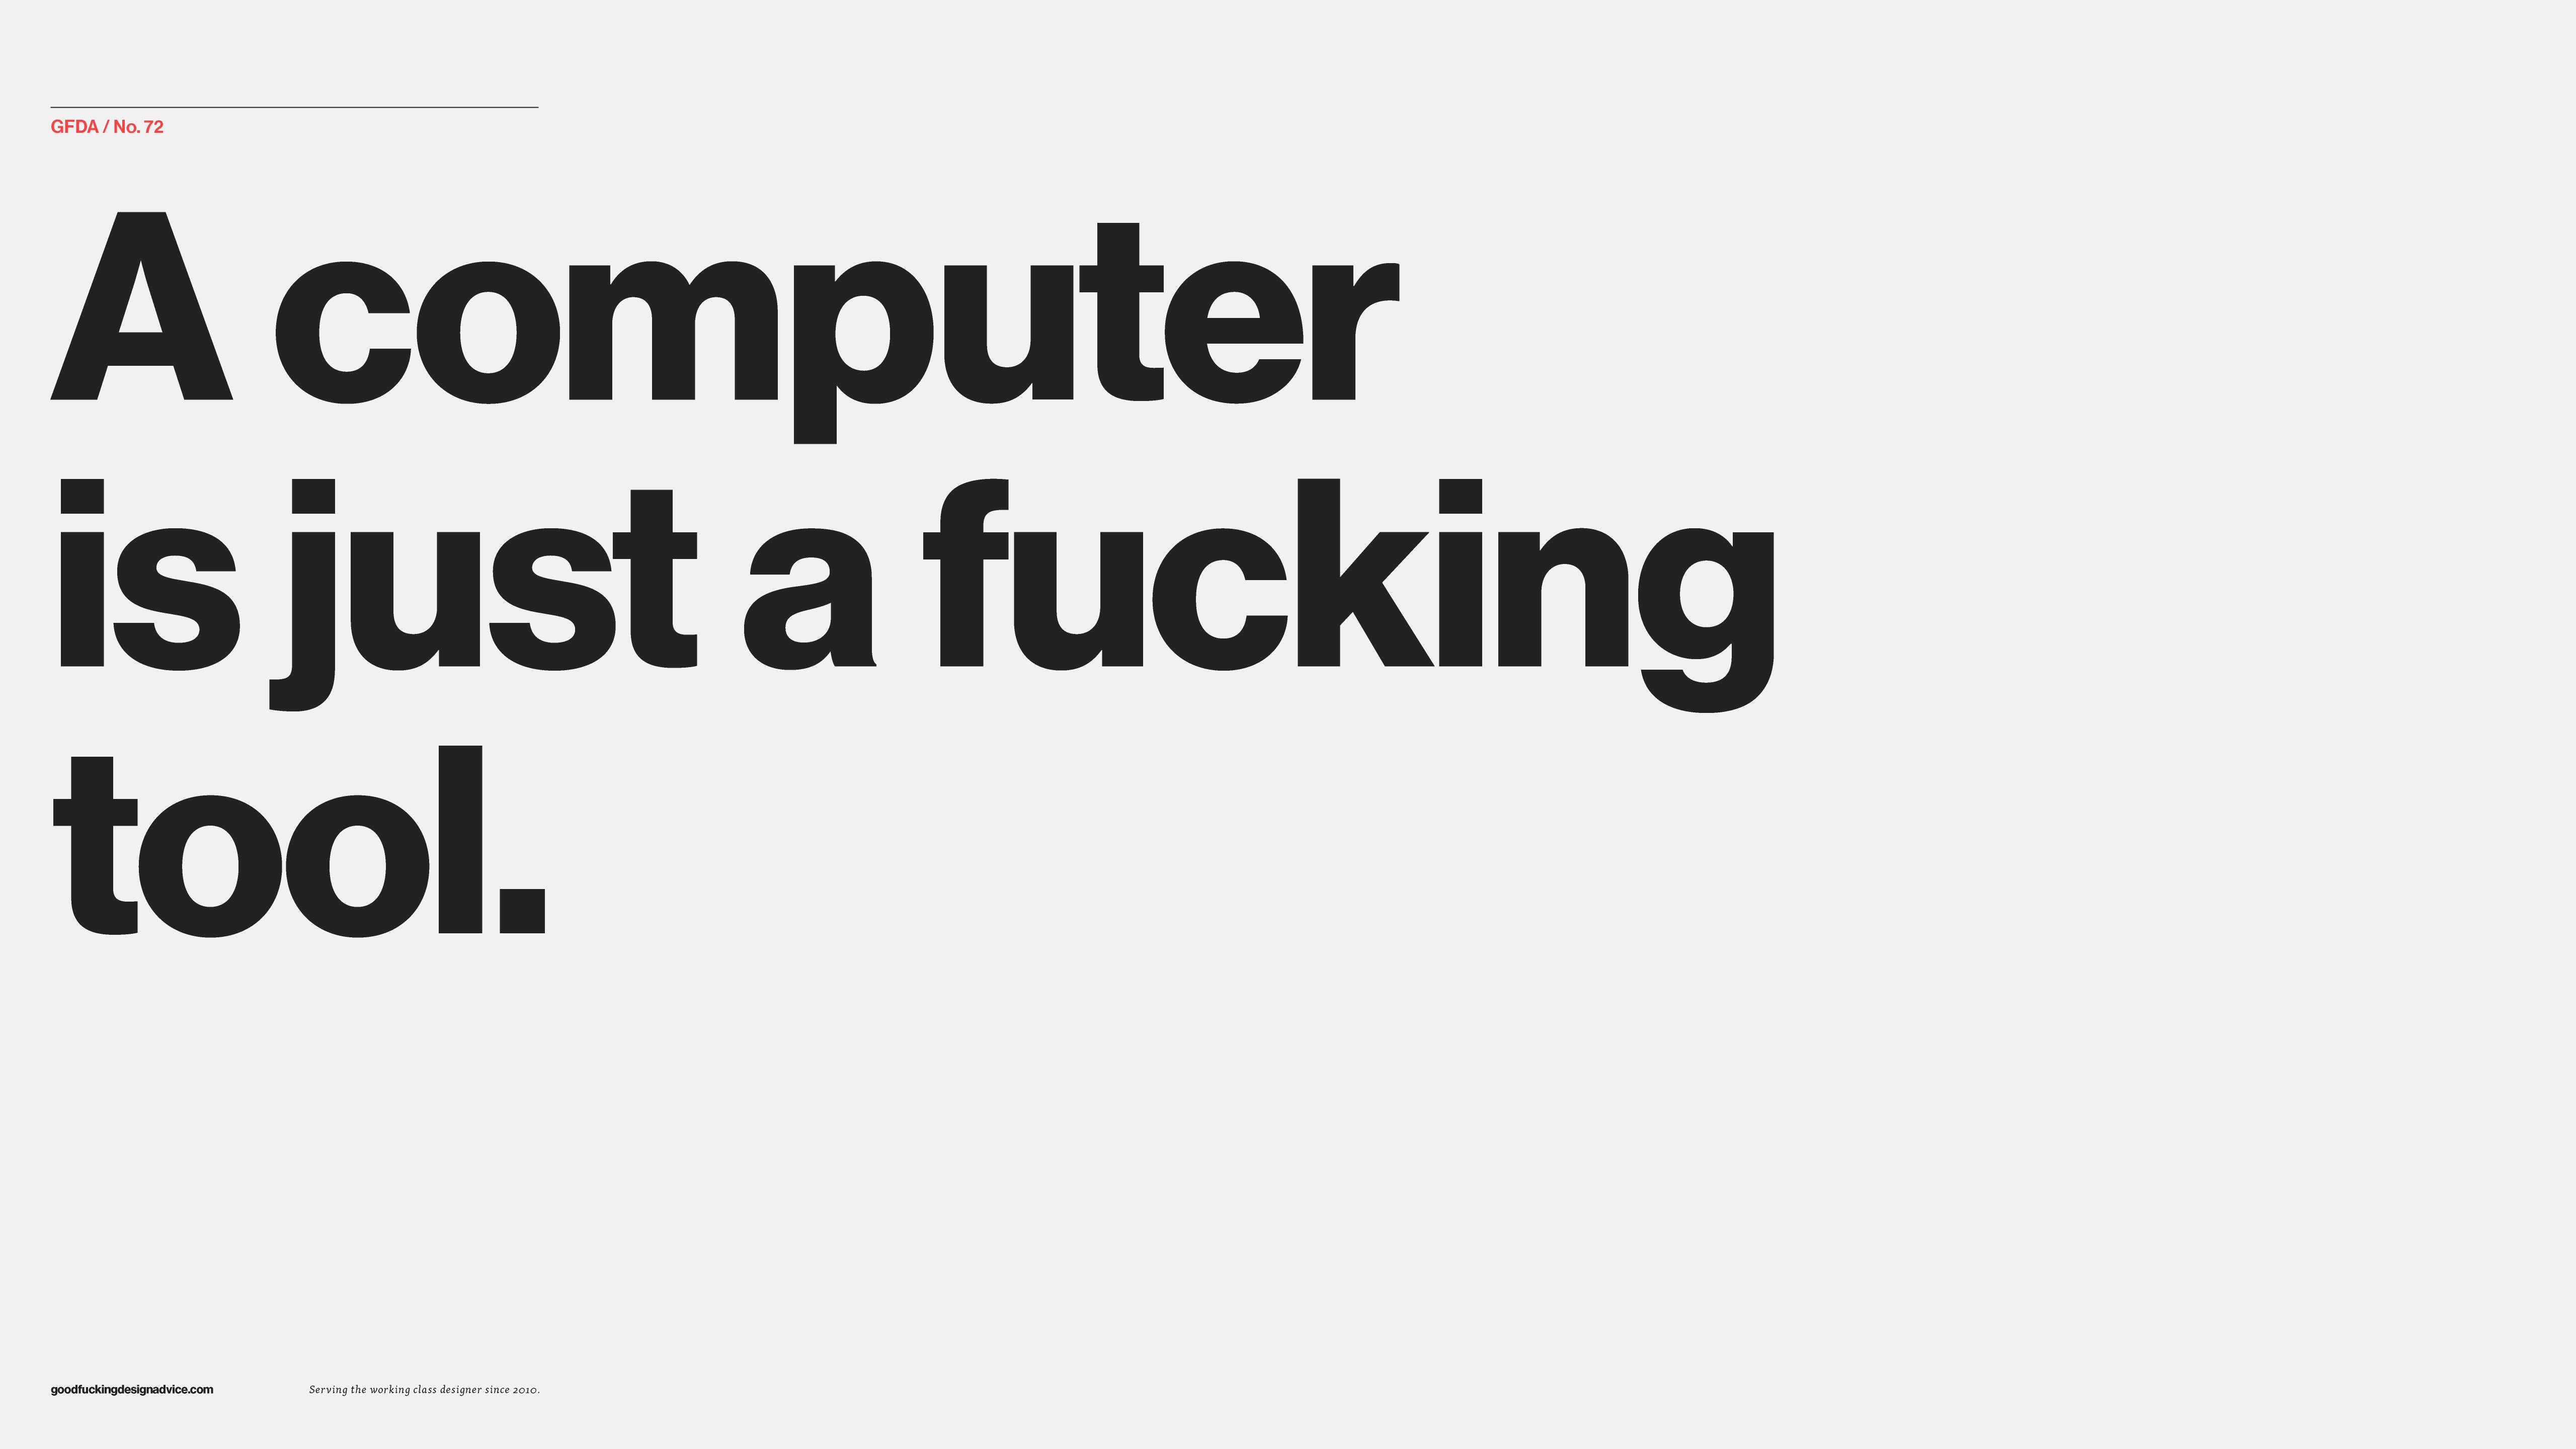 GFDA / No. 72
A computer
is just a fucking
tool.
goodfuckingdesignadvice.com
Serving the working class designer since 2010.